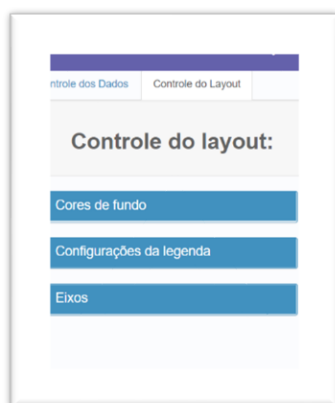 ntrole dos Dados Controle do Layout
Controle do layout:
Cores de fundo
Configurações da legenda
Eixos